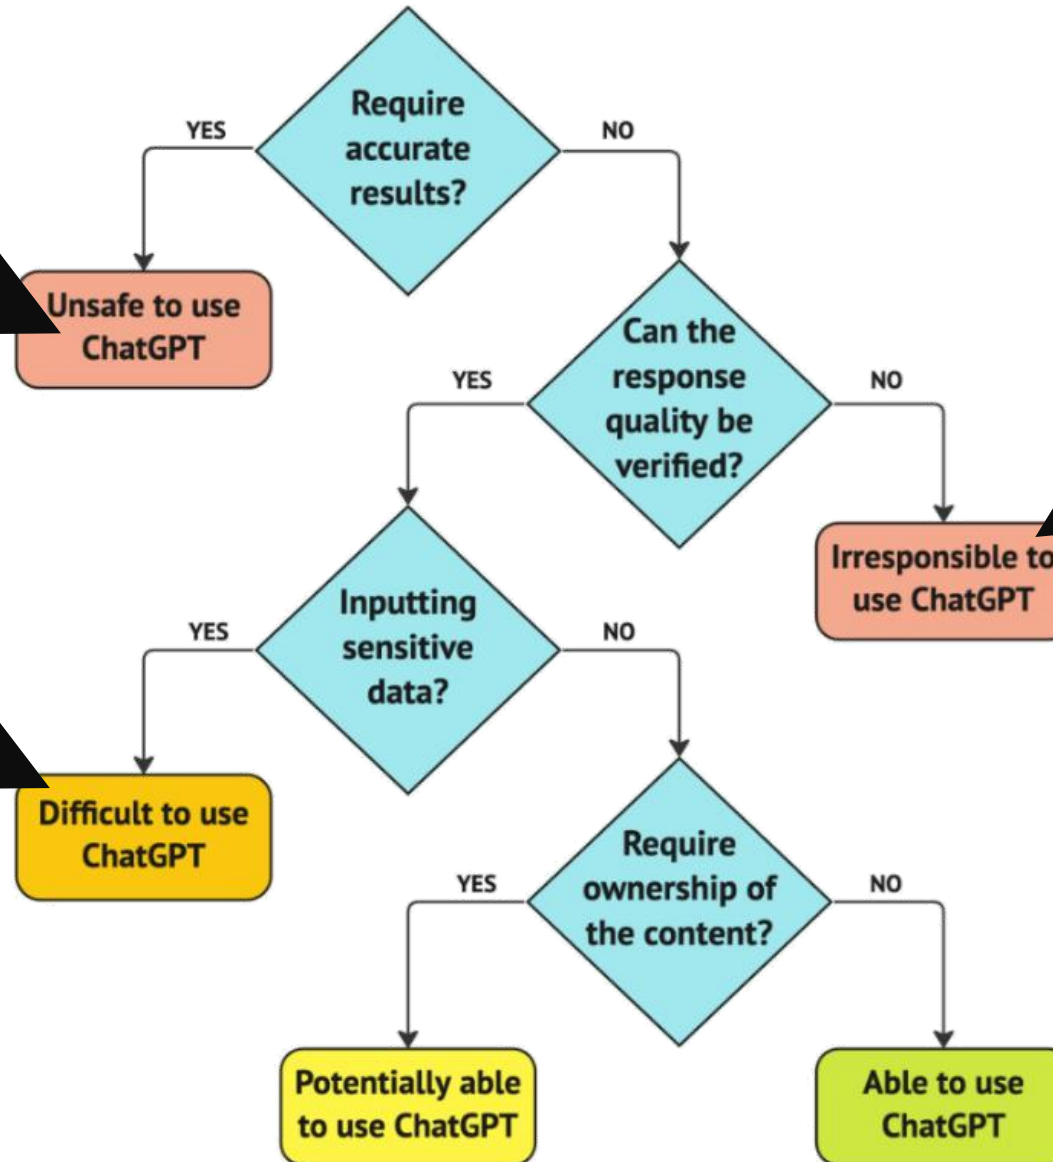 Require
accurate
results?
YES
NO
Unsafe to use
ChatGPT
Can the
response
quality be
verified?
YES
NO
Irresponsible to
use ChatGPT
Inputting
sensitive
data?
YES
NO
Difficult to use
ChatGPT
Require
ownership of
the content?
YES
NO
Potentially able
to use ChatGPT
Able to use
ChatGPT